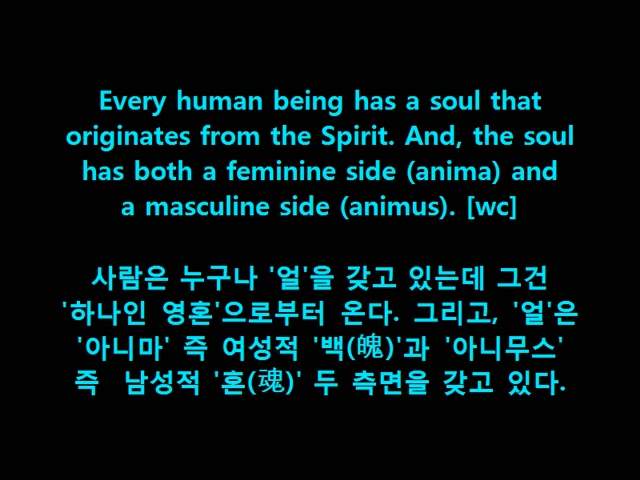 Every human being has a soul that
originates from the Spirit. And, the soul
has both a feminine side (anima) and
a masculine side (animus). [wc]
사람은 누구나 '얼'을 갖고 있는데 그건
'하나인 영혼'으로부터 온다. 그리고, '얼'은
'아니마' 즉 여성적 '백(魄)'과 '아니무스'
즉 남성적 '혼(魂)' 두 측면을 갖고 있다.